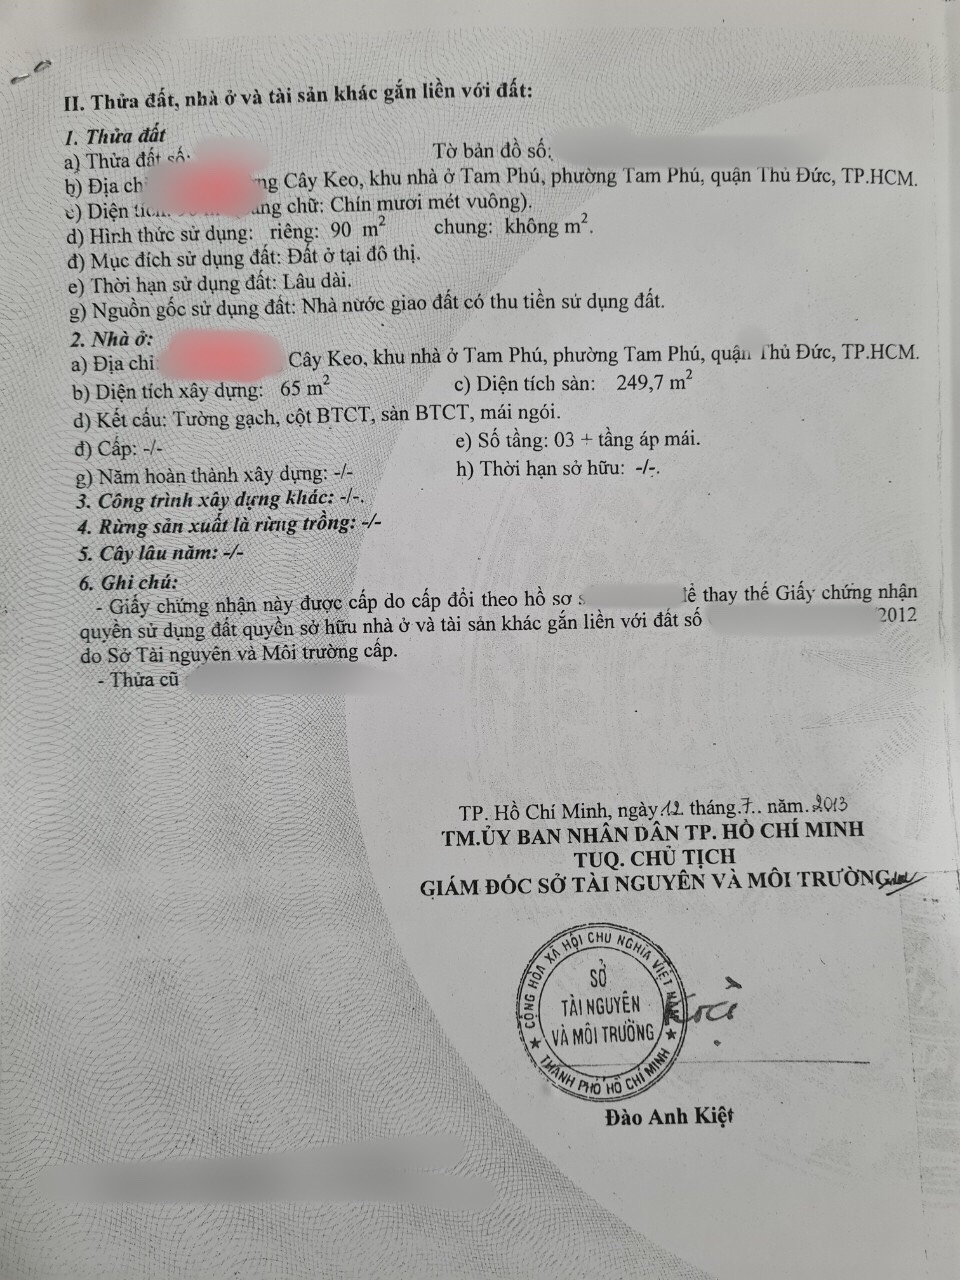 II. Thửa đất, nhà ở và tài sản khác gắn liền với đất:
1. Thửa đất
a) Thửa đất số: Tờ bản đồ số:
b) Địa ch ng Cây Keo, khu nhà ở Tam Phú, phường Tam Phú, quận Thủ Đức, TP.HCM.
c) Diện tích: ng chữ: Chín mươi mét vuông).
d) Hình thức sử dụng: riêng: 90 m² chung: không m².
đ) Mục đích sử dụng đất: Đất ở tại đô thị.
e) Thời hạn sử dụng đất: Lâu dài.
g) Nguồn gốc sử dụng đất: Nhà nước giao đất có thu tiền sử dụng đất.
2. Nhà ở:
a) Địa chỉ Cây Keo, khu nhà ở Tam Phú, phường Tam Phú, quận Thủ Đức, TP.HCM.
b) Diện tích xây dựng: 65 m² c) Diện tích sàn: 249,7 m²
d) Kết cấu: Tường gạch, cột BTCT, sàn BTCT, mái ngói.
đ) Cấp: -/- e) Số tầng: 03 + tầng áp mái.
g) Năm hoàn thành xây dựng: -/- h) Thời hạn sở hữu: -/-.
3. Công trình xây dựng khác: -/-.
4. Rừng sản xuất là rừng trồng: -/-
5. Cây lâu năm: -/-
6. Ghi chú:
- Giấy chứng nhận này được cấp do cấp đổi theo hồ sơ s để thay thế Giấy chứng nhận
quyền sử dụng đất quyền sở hữu nhà ở và tài sản khác gắn liền với đất số 2012
do Sở Tài nguyên và Môi trường cấp.
- Thửa cũ
TP. Hồ Chí Minh, ngày 12 tháng 7 năm 2013
TM.ỦY BAN NHÂN DÂN TP. HỒ CHÍ MINH
TUQ. CHỦ TỊCH
GIÁM ĐỐC SỞ TÀI NGUYÊN VÀ MÔI TRƯỜNG
CỘNG HÒA XÃ HỘI CHỦ NGHĨA VIỆT NAM
SỞ
TÀI NGUYÊN
VÀ MÔI TRƯỜNG
THÀNH PHỐ HỒ CHÍ MINH
Đào Anh Kiệt